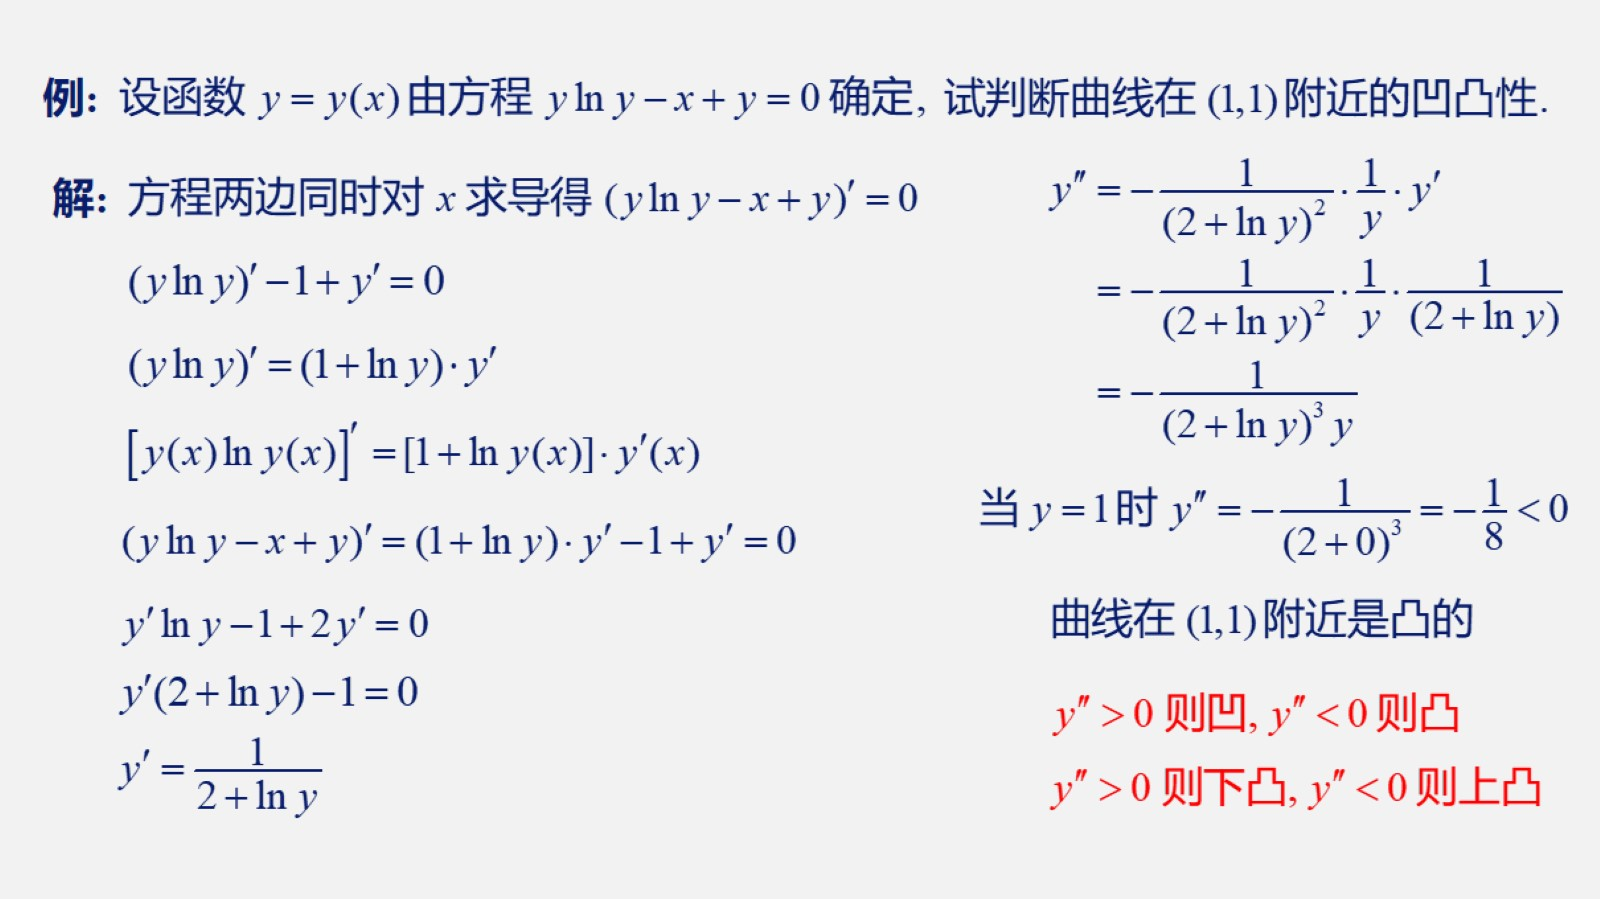 例: 设函数 y = y(x) 由方程 y ln y − x + y = 0 确定, 试判断曲线在 (1,1) 附近的凹凸性.
解: 方程两边同时对 x 求导得 (y ln y − x + y)′ = 0
(y ln y)′ − 1 + y′ = 0
(y ln y)′ = (1 + ln y) · y′
[y(x) ln y(x)]′ = [1 + ln y(x)] · y′(x)
(y ln y − x + y)′ = (1 + ln y) · y′ − 1 + y′ = 0
y′ ln y − 1 + 2y′ = 0
y′(2 + ln y) − 1 = 0
y′ = 1/(2 + ln y)
y″ = − 1/(2 + ln y)² · 1/y · y′
= − 1/(2 + ln y)² · 1/y · 1/(2 + ln y)
= − 1/((2 + ln y)³ y)
当 y = 1 时 y″ = − 1/(2 + 0)³ = − 1/8 < 0
曲线在 (1,1) 附近是凸的
y″ > 0 则凹, y″ < 0 则凸
y″ > 0 则下凸, y″ < 0 则上凸